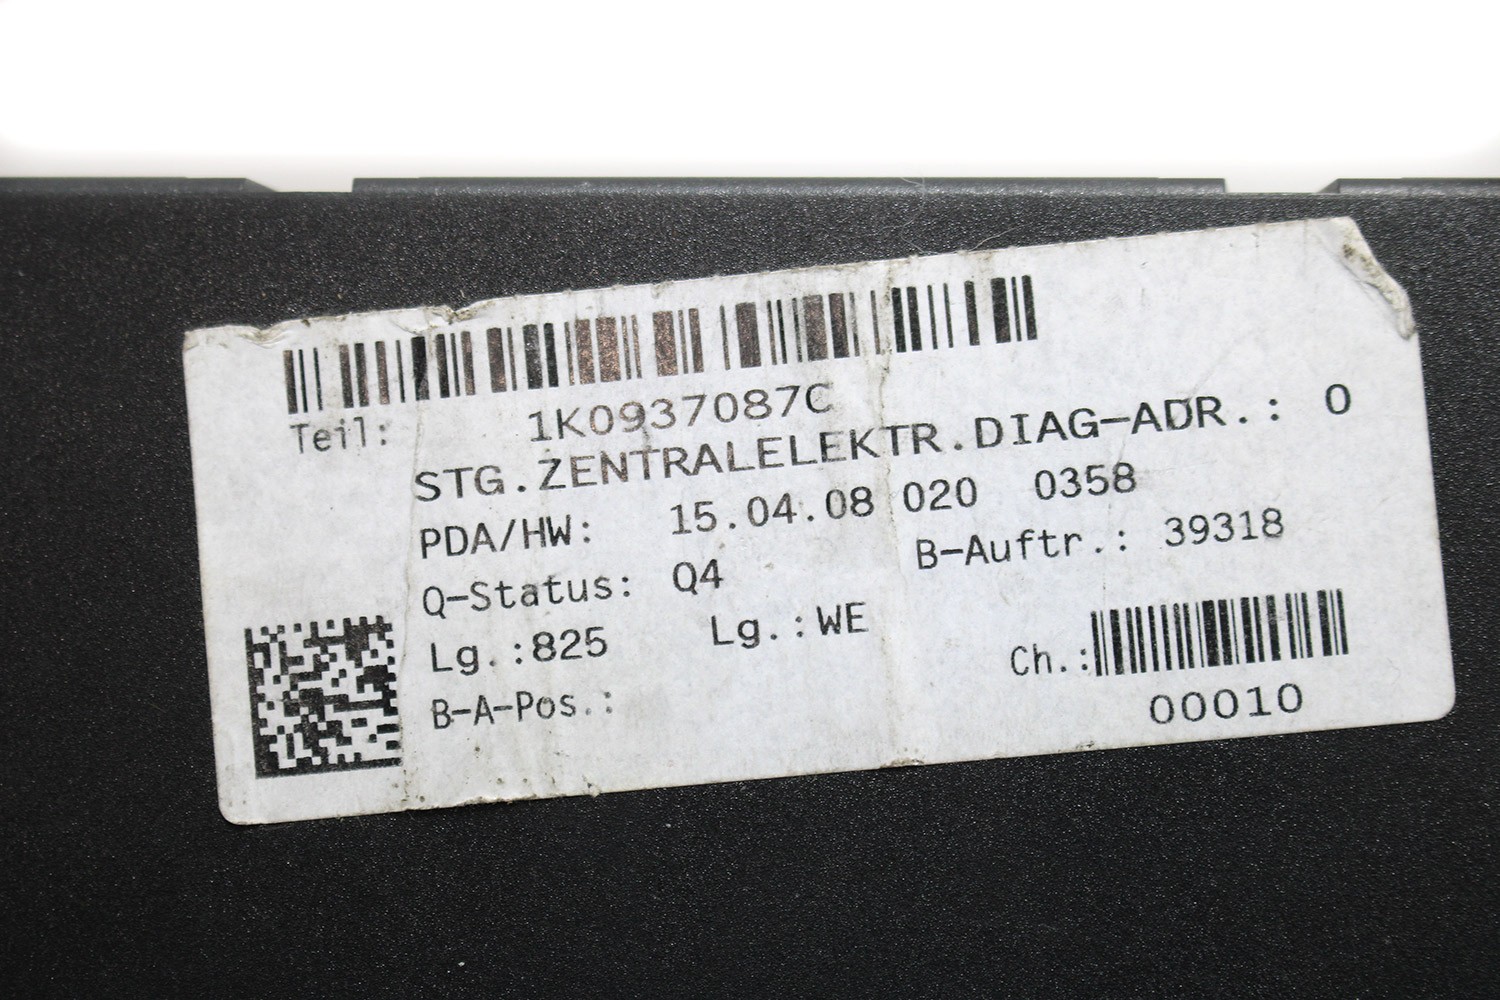 Teil: 1K0937087C
STG.ZENTRALELEKTR.DIAG-ADR.: 0
PDA/HW: 15.04.08 020 0358
Q-Status: Q4 B-Auftr.: 39318
Lg.:825 Lg.:WE Ch.:
B-A-Pos.: 00010